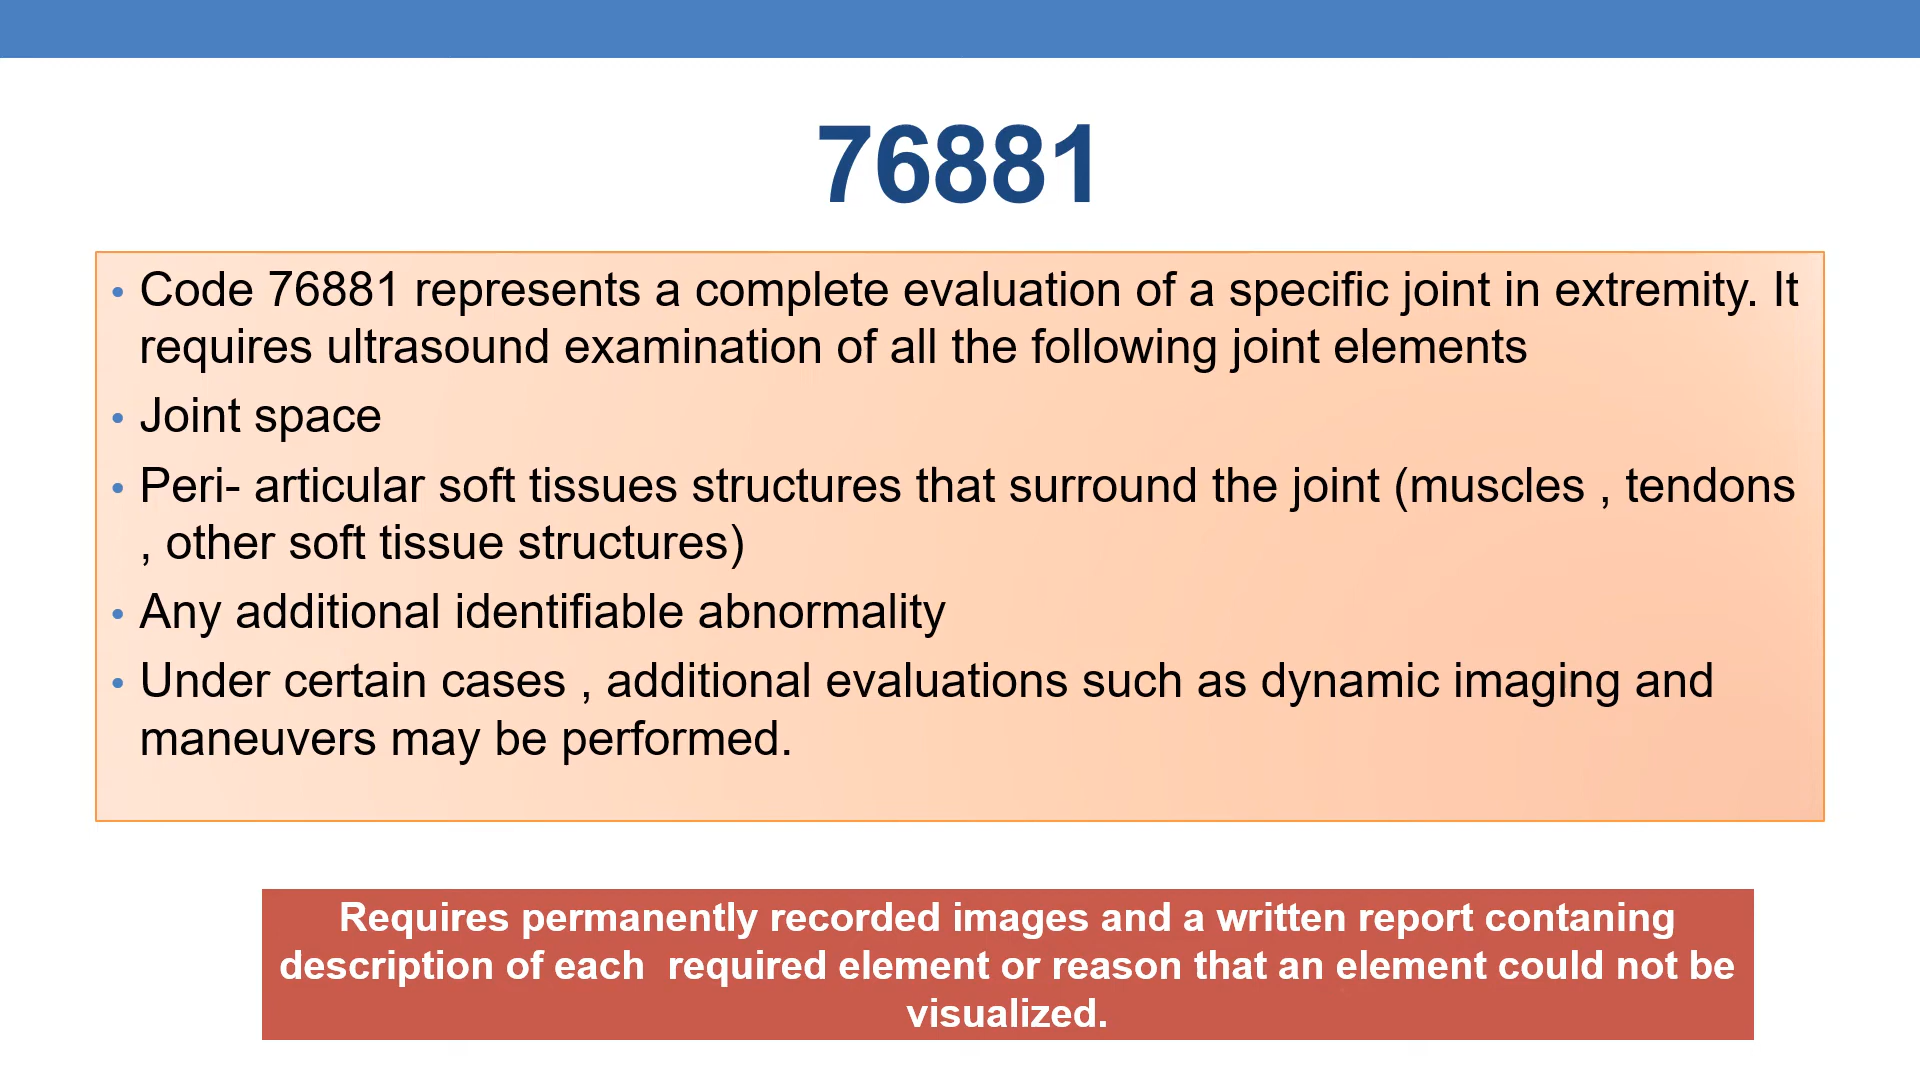 76881
• Code 76881 represents a complete evaluation of a specific joint in extremity. It
requires ultrasound examination of all the following joint elements
• Joint space
• Peri- articular soft tissues structures that surround the joint (muscles , tendons
, other soft tissue structures)
• Any additional identifiable abnormality
• Under certain cases , additional evaluations such as dynamic imaging and
maneuvers may be performed.
Requires permanently recorded images and a written report contaning
description of each  required element or reason that an element could not be
visualized.